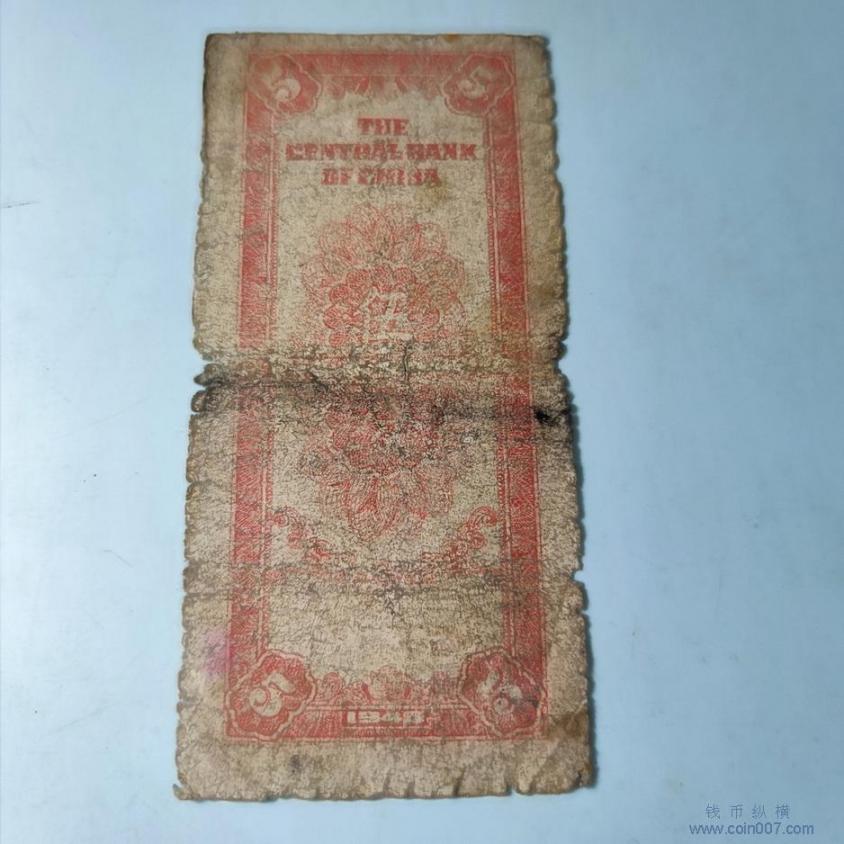 5 5
THE
CENTRAL BANK
OF CHINA
伍
5 5
钱币纵横
www.coin007.com